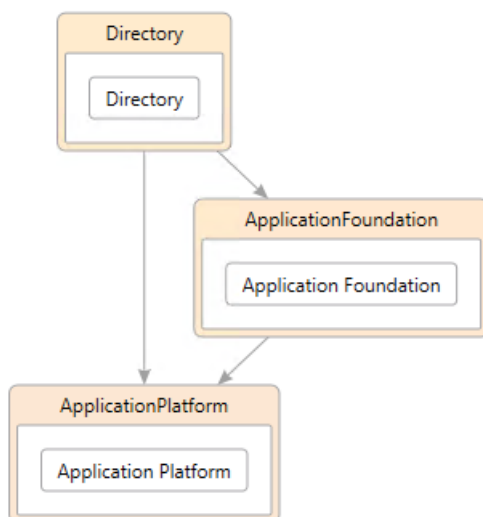 Directory
Directory
ApplicationFoundation
Application Foundation
ApplicationPlatform
Application Platform